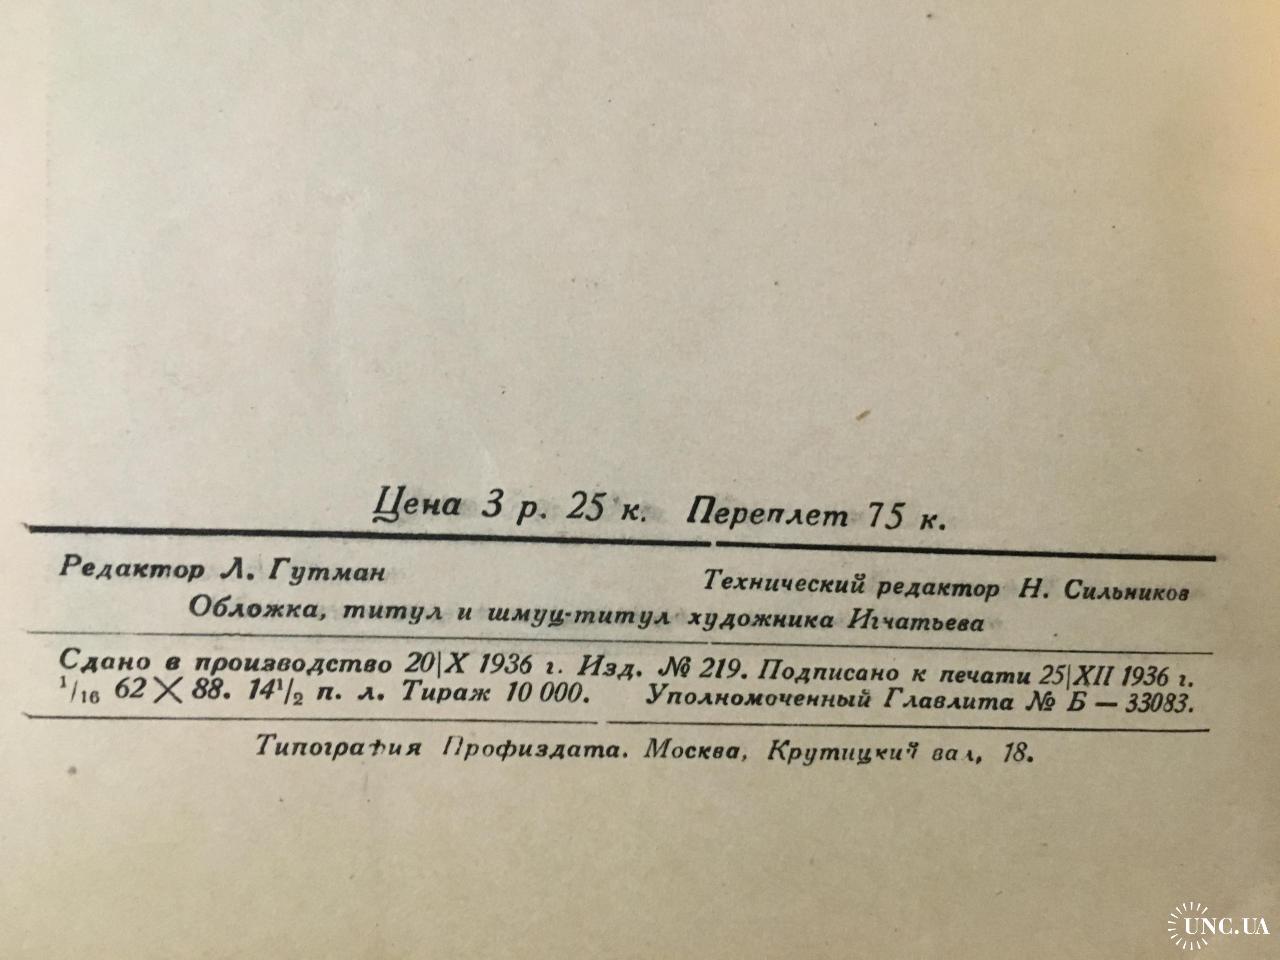 Цена 3 р. 25 к. Переплет 75 к.
Редактор Л. Гутман
Технический редактор Н. Сильников
Обложка, титул и шмуц-титул художника Игчатьева
Сдано в производство 20|X 1936 г. Изд. № 219. Подписано к печати 25|XII 1936 г.
1/16 62 × 88. 14 1/2 п. л. Тираж 10 000. Уполномоченный Главлита № Б — 33083.
Типография Профиздата. Москва, Крутицкий вал, 18.
UNC.UA